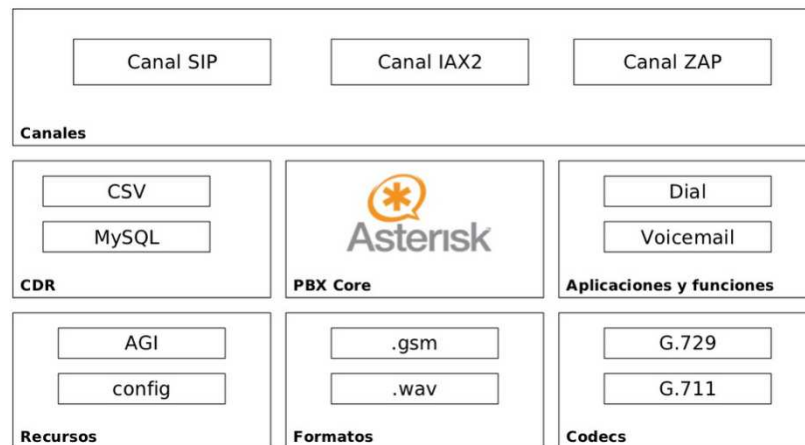 Canal SIP
Canal IAX2
Canal ZAP
Canales
CSV
MySQL
CDR
Asterisk
PBX Core
Dial
Voicemail
Aplicaciones y funciones
AGI
config
Recursos
.gsm
.wav
Formatos
G.729
G.711
Codecs